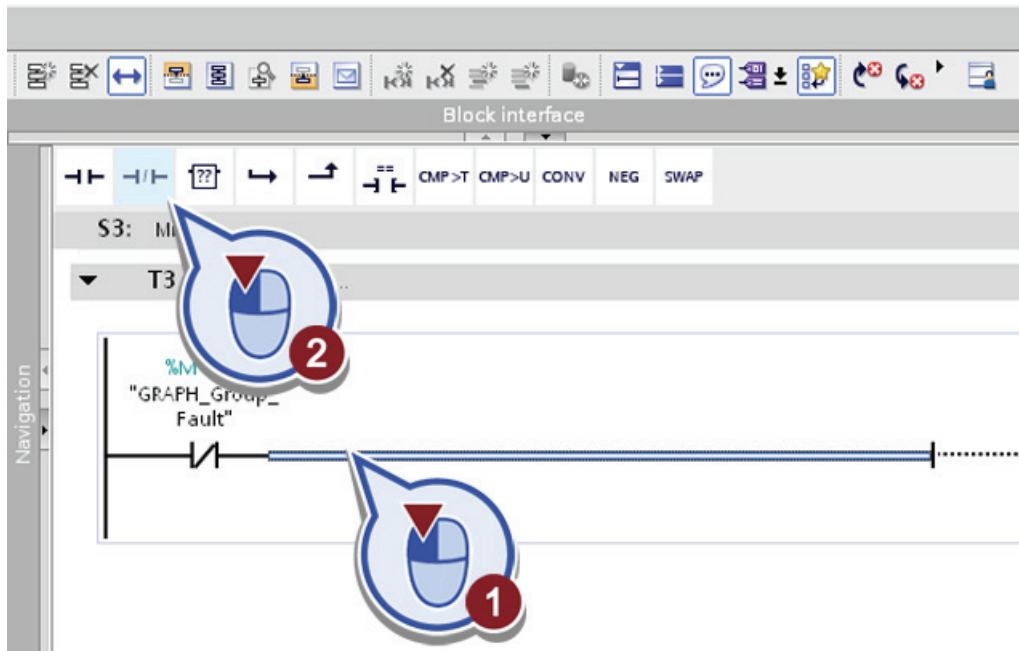 Block interface
?? == CMP>T CMP>U CONV NEG SWAP
S3:
T3
Navigation
2
"GRAPH_Group_
Fault"
1